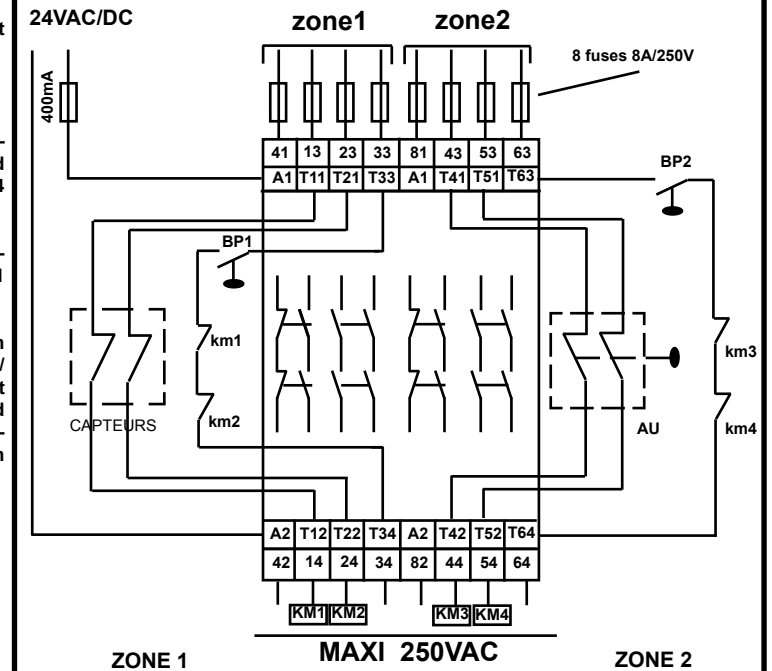 24VAC/DC
zone1 zone2
8 fuses 8A/250V
400mA
t
-
d
4
-
l
n
/
t
d
-
n
41 13 23 33 81 43 53 63
A1 T11 T21 T33 A1 T41 T51 T63
BP2
BP1
km1
km2
km3
km4
CAPTEURS
AU
A2 T12 T22 T34 A2 T42 T52 T64
42 14 24 34 82 44 54 64
KM1 KM2 KM3 KM4
MAXI 250VAC
ZONE 1 ZONE 2